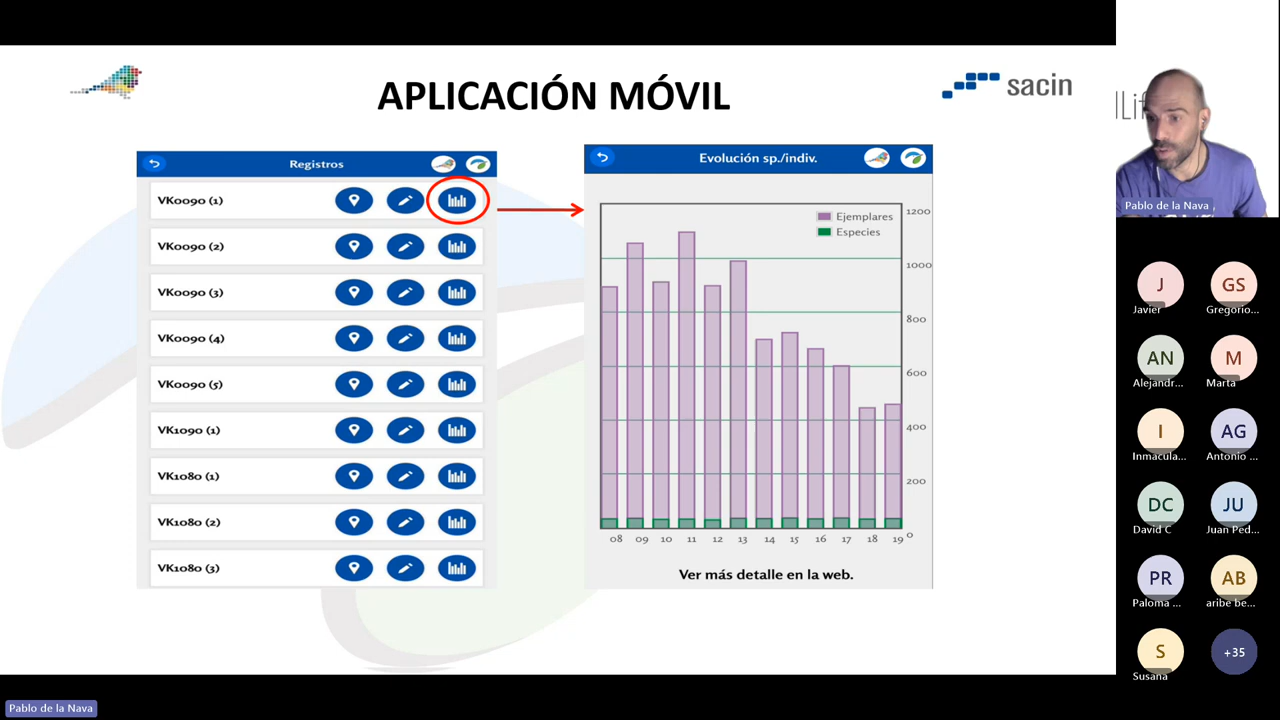 APLICACIÓN MÓVIL
sacin
Registros
VK0090 (1)
VK0090 (2)
VK0090 (3)
VK0090 (4)
VK0090 (5)
VK1090 (1)
VK1080 (1)
VK1080 (2)
VK1080 (3)
Evolución sp./indiv.
Ejemplares
Especies
1200
1000
800
600
400
200
0
08 09 10 11 12 13 14 15 16 17 18 19
Ver más detalle en la web.
Pablo de la Nava ,
J
Javier
GS
Gregorio...
AN
Alejandr...
M
Marta
I
Inmacula...
AG
Antonio ...
DC
David C
JU
Juan Ped...
PR
Paloma ...
AB
aribe be...
S
Susana
+35
Pablo de la Nava